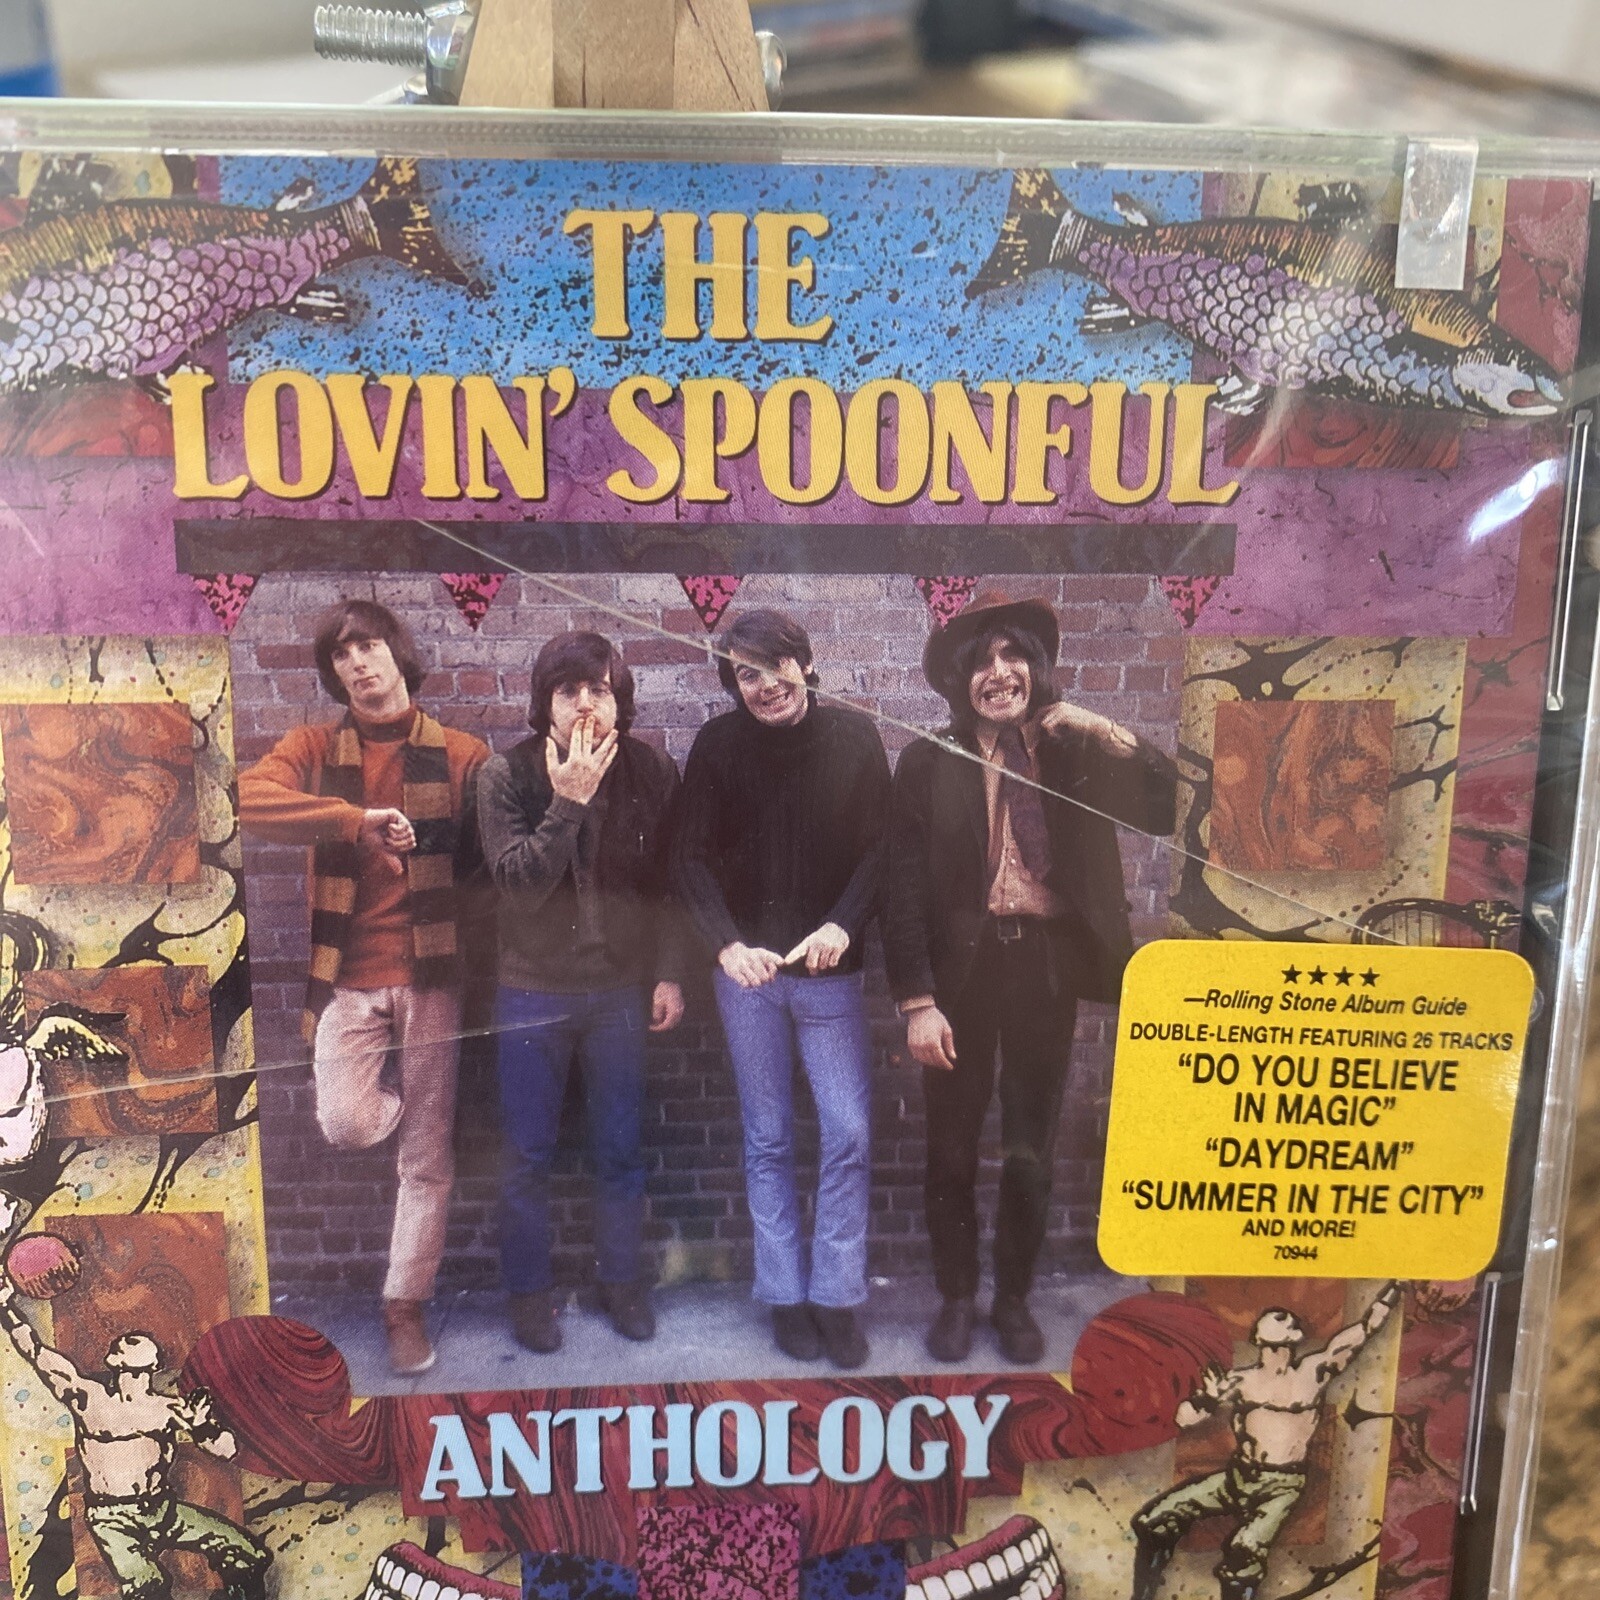 THE
LOVIN' SPOONFUL
★★★★
—Rolling Stone Album Guide
DOUBLE-LENGTH FEATURING 26 TRACKS
“DO YOU BELIEVE
IN MAGIC”
“DAYDREAM”
“SUMMER IN THE CITY”
AND MORE!
70944
ANTHOLOGY